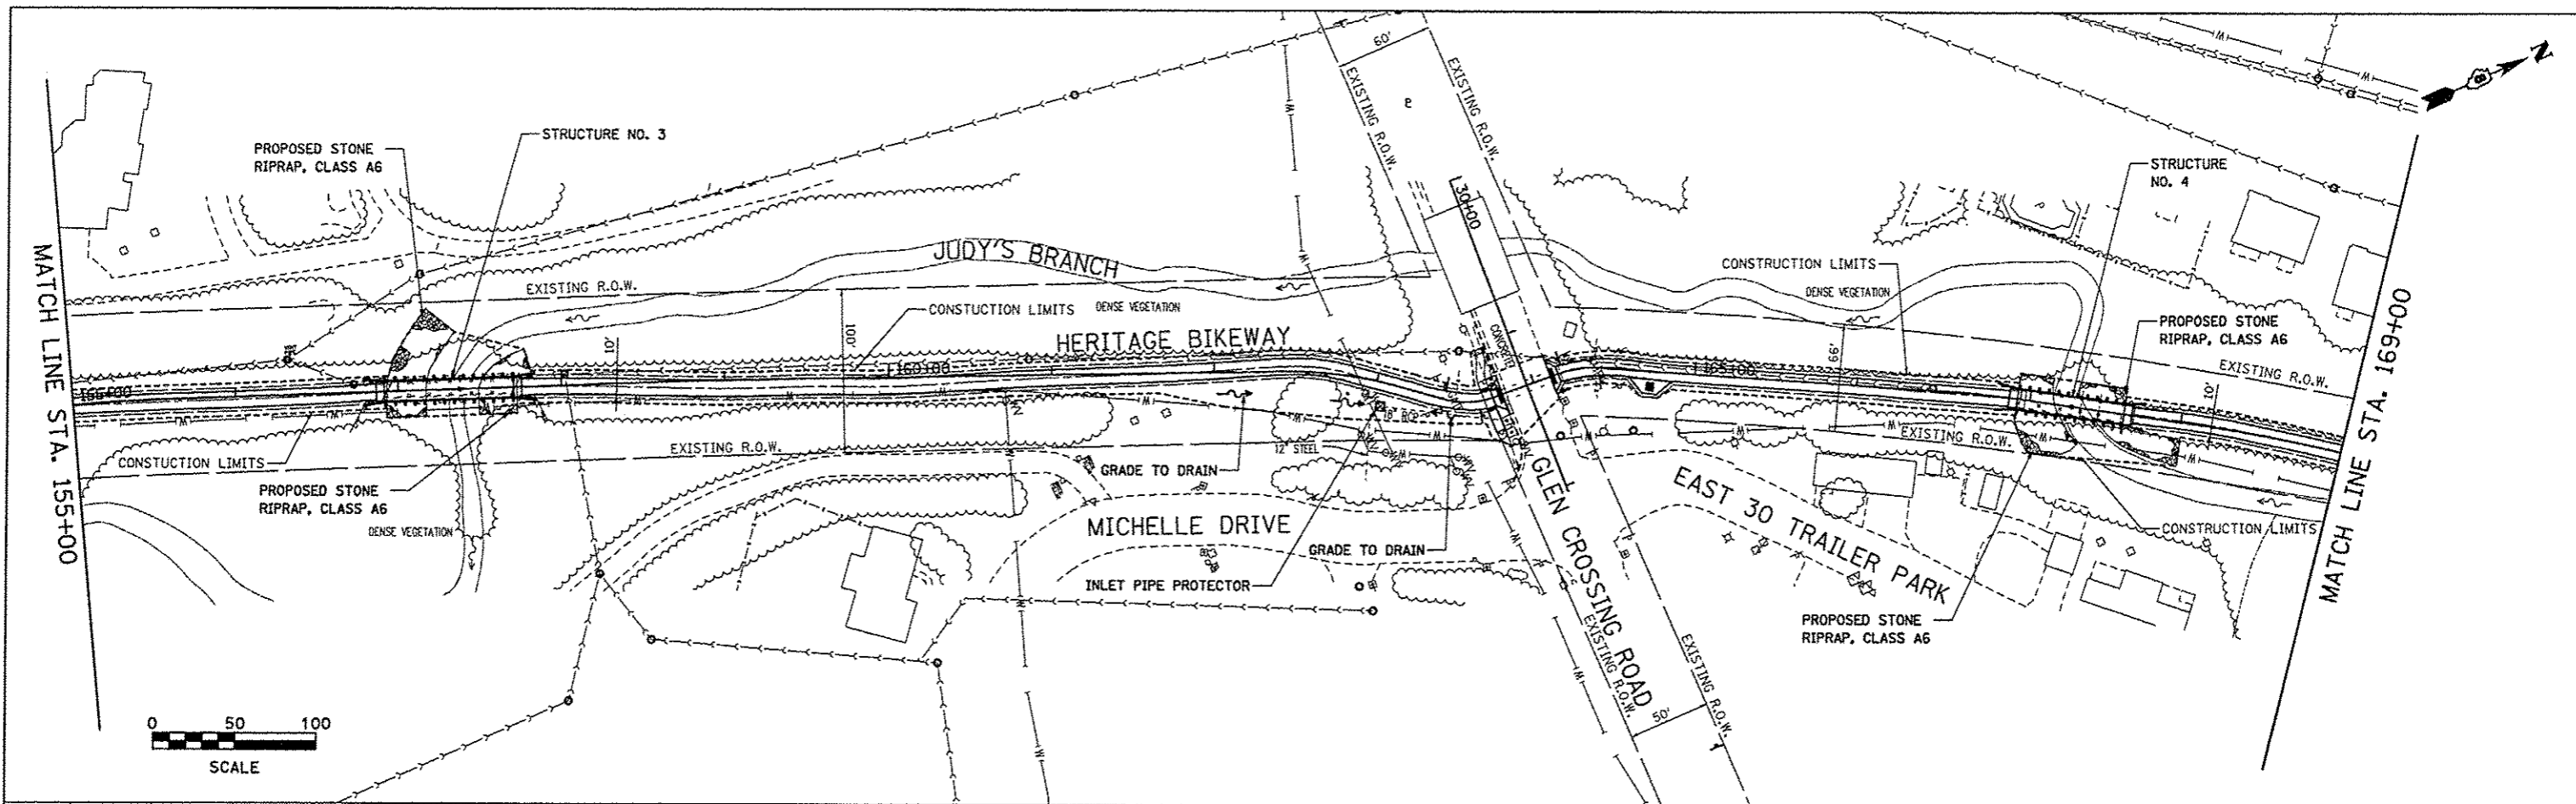 60'
EXISTING R.O.W.
EXISTING R.O.W.
N
PROPOSED STONE
RIPRAP, CLASS A6
STRUCTURE NO. 3
30+00
STRUCTURE
NO. 4
MATCH LINE STA. 155+00
JUDY'S BRANCH
EXISTING R.O.W.
CONSTRUCTION LIMITS
DENSE VEGETATION
CONSTUCTION LIMITS
DENSE VEGETATION
100'
10'
HERITAGE BIKEWAY
CONCRETE
66'
PROPOSED STONE
RIPRAP, CLASS A6
EXISTING R.O.W.
155+00
160+00
165+00
10'
MATCH LINE STA. 169+00
CONSTUCTION LIMITS
EXISTING R.O.W.
12" STEEL
18" RCP
EXISTING R.O.W.
GRADE TO DRAIN
PROPOSED STONE
RIPRAP, CLASS A6
DENSE VEGETATION
MICHELLE DRIVE
GRADE TO DRAIN
INLET PIPE PROTECTOR
GLEN CROSSING ROAD
EAST 30 TRAILER PARK
CONSTRUCTION LIMITS
PROPOSED STONE
RIPRAP, CLASS A6
EXISTING R.O.W.
EXISTING R.O.W.
50'
0 50 100
SCALE